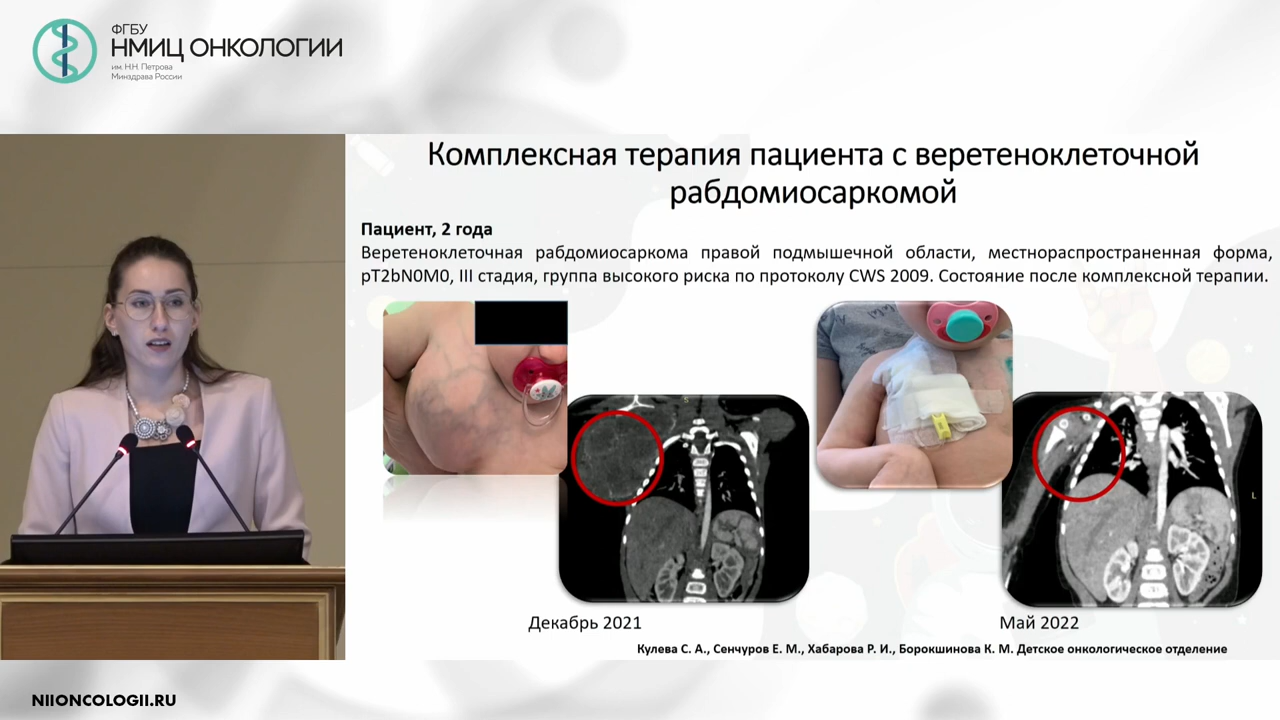 ФГБУ
НМИЦ ОНКОЛОГИИ
им. Н.Н. Петрова
Минздрава России
Комплексная терапия пациента с веретеноклеточной
рабдомиосаркомой
Пациент, 2 года
Веретеноклеточная рабдомиосаркома правой подмышечной области, местнораспространенная форма,
pT2bN0M0, III стадия, группа высокого риска по протоколу CWS 2009. Состояние после комплексной терапии.
L
Декабрь 2021
Май 2022
Кулева С. А., Сенчуров Е. М., Хабарова Р. И., Борокшинова К. М. Детское онкологическое отделение
NIIONCOLOGII.RU